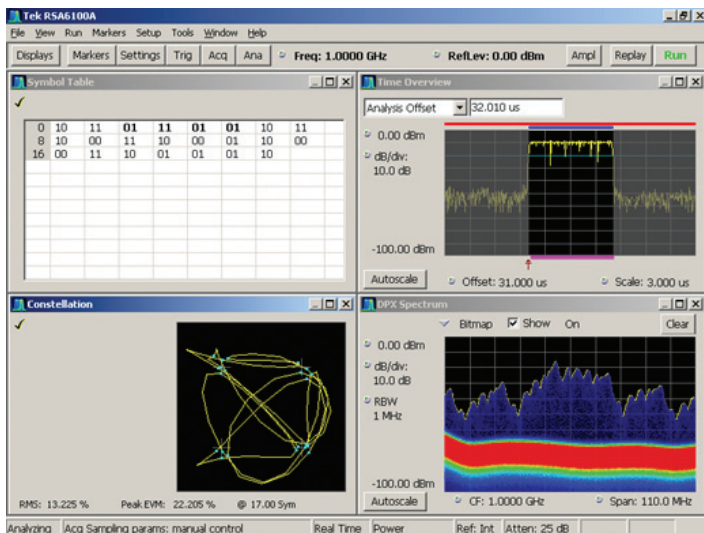 Tek RSA6100A
File View Run Markers Setup Tools Window Help
Displays Markers Settings Trig Acq Ana Freq: 1.0000 GHz RefLev: 0.00 dBm Ampl Replay Run
Symbol Table
0 10 11 01 11 01 01 10 11
8 10 00 11 10 00 01 10 00
16 00 11 10 01 01 01 10
Time Overview
Analysis Offset 32.010 us
0.00 dBm
dB/div:
10.0 dB
-100.00 dBm
Autoscale Offset: 31.000 us Scale: 3.000 us
Constellation
RMS: 13.225 % Peak EVM: 22.205 % @ 17.00 Sym
DPX Spectrum
Bitmap Show On Clear
0.00 dBm
dB/div:
10.0 dB
RBW
1 MHz
-100.00 dBm
Autoscale CF: 1.0000 GHz Span: 110.0 MHz
Analyzing Acq Sampling params: manual control Real Time Power Ref: Int Atten: 25 dB